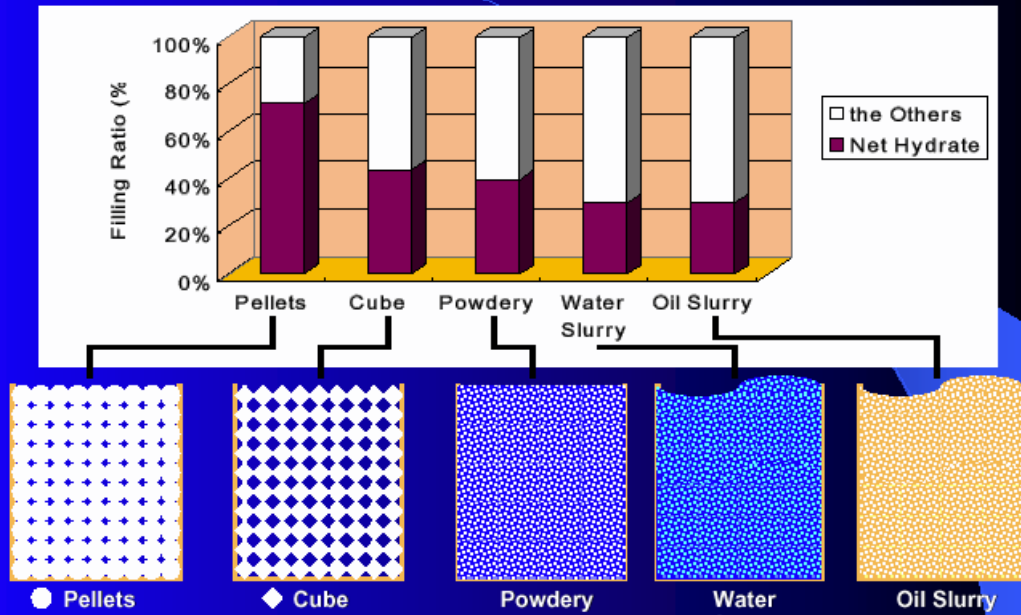 100%
80%
60%
40%
20%
0%
Filling Ratio (%
the Others
Net Hydrate
Pellets Cube Powdery Water Slurry Oil Slurry
Pellets Cube Powdery Water Oil Slurry